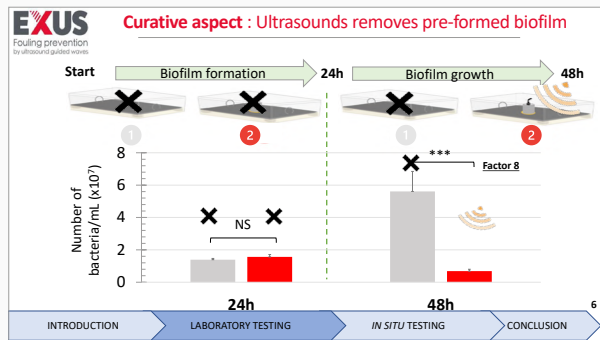 EXUS
Fouling prevention
by ultrasound guided waves
Curative aspect : Ultrasounds removes pre-formed biofilm
Start
Biofilm formation
24h
Biofilm growth
48h
1
2
1
2
Number of
bacteria/mL (x10⁷)
8
6
4
2
0
NS
***
Factor 8
24h
48h
6
INTRODUCTION
LABORATORY TESTING
IN SITU TESTING
CONCLUSION